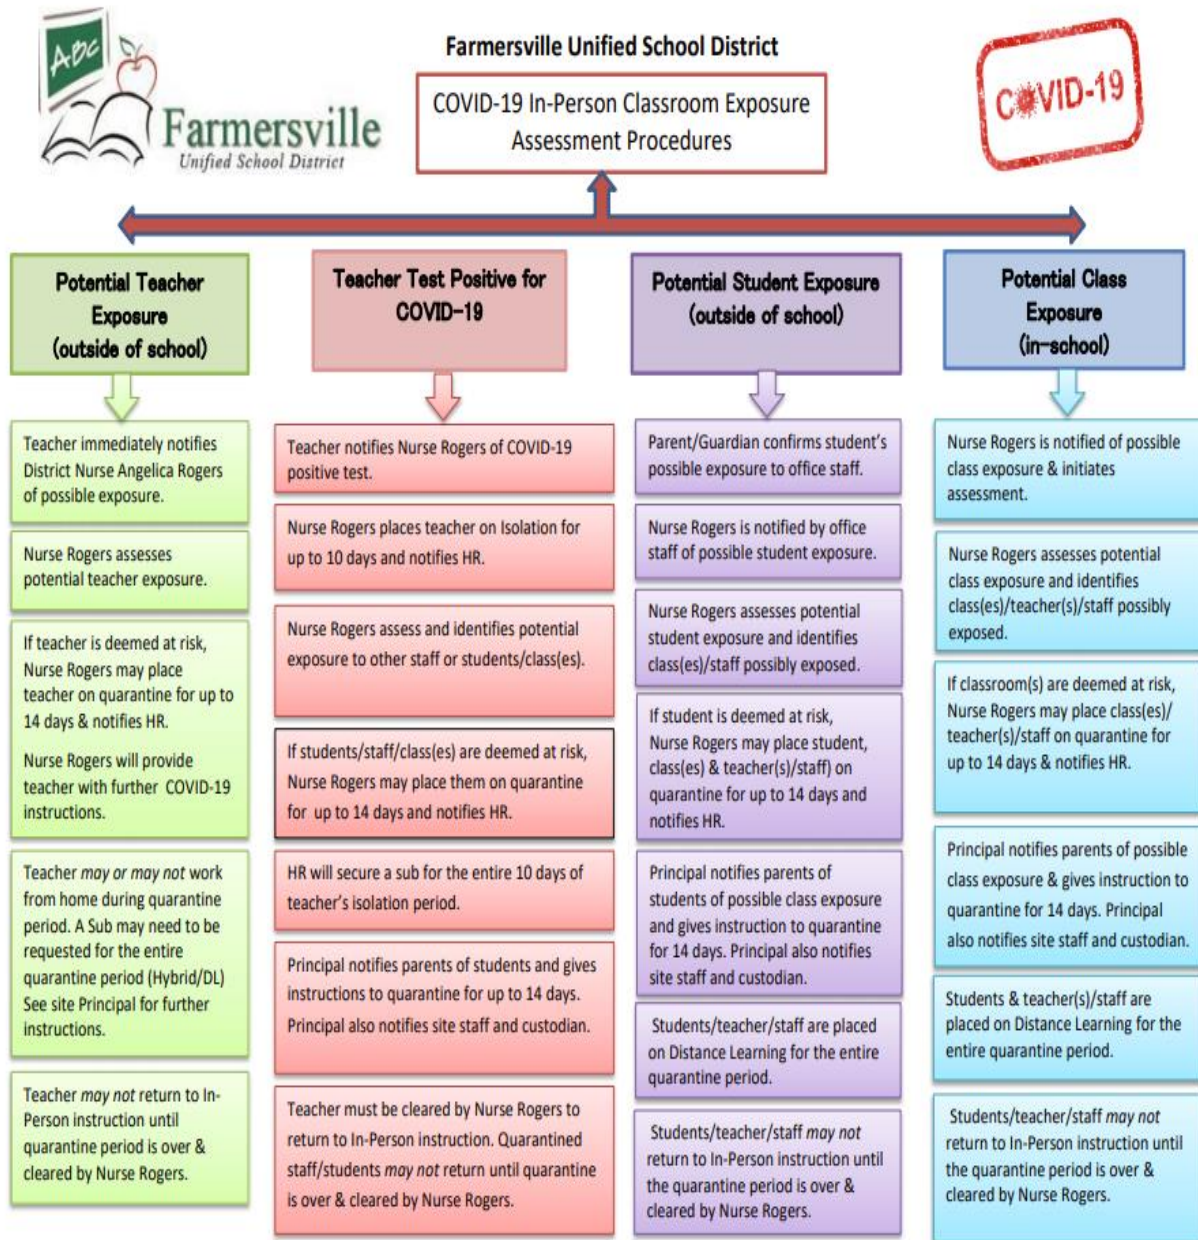 ABC
Farmersville
Unified School District
Farmersville Unified School District
COVID-19 In-Person Classroom Exposure
Assessment Procedures
COVID-19
Potential Teacher
Exposure
(outside of school)
Teacher immediately notifies
District Nurse Angelica Rogers
of possible exposure.
Nurse Rogers assesses
potential teacher exposure.
If teacher is deemed at risk,
Nurse Rogers may place
teacher on quarantine for up to
14 days & notifies HR.
Nurse Rogers will provide
teacher with further COVID-19
instructions.
Teacher may or may not work
from home during quarantine
period. A Sub may need to be
requested for the entire
quarantine period (Hybrid/DL)
See site Principal for further
instructions.
Teacher may not return to In-
Person instruction until
quarantine period is over &
cleared by Nurse Rogers.
Teacher Test Positive for
COVID-19
Teacher notifies Nurse Rogers of COVID-19
positive test.
Nurse Rogers places teacher on Isolation for
up to 10 days and notifies HR.
Nurse Rogers assess and identifies potential
exposure to other staff or students/class(es).
If students/staff/class(es) are deemed at risk,
Nurse Rogers may place them on quarantine
for up to 14 days and notifies HR.
HR will secure a sub for the entire 10 days of
teacher's isolation period.
Principal notifies parents of students and gives
instructions to quarantine for up to 14 days.
Principal also notifies site staff and custodian.
Teacher must be cleared by Nurse Rogers to
return to In-Person instruction. Quarantined
staff/students may not return until quarantine
is over & cleared by Nurse Rogers.
Potential Student Exposure
(outside of school)
Parent/Guardian confirms student's
possible exposure to office staff.
Nurse Rogers is notified by office
staff of possible student exposure.
Nurse Rogers assesses potential
student exposure and identifies
class(es)/staff possibly exposed.
If student is deemed at risk,
Nurse Rogers may place student,
class(es) & teacher(s)/staff) on
quarantine for up to 14 days and
notifies HR.
Principal notifies parents of
students of possible class exposure
and gives instruction to quarantine
for 14 days. Principal also notifies
site staff and custodian.
Students/teacher/staff are placed
on Distance Learning for the entire
quarantine period.
Students/teacher/staff may not
return to In-Person instruction until
the quarantine period is over &
cleared by Nurse Rogers.
Potential Class
Exposure
(in-school)
Nurse Rogers is notified of possible
class exposure & initiates
assessment.
Nurse Rogers assesses potential
class exposure and identifies
class(es)/teacher(s)/staff possibly
exposed.
If classroom(s) are deemed at risk,
Nurse Rogers may place class(es)/
teacher(s)/staff on quarantine for
up to 14 days & notifies HR.
Principal notifies parents of possible
class exposure & gives instruction to
quarantine for 14 days. Principal
also notifies site staff and custodian.
Students & teacher(s)/staff are
placed on Distance Learning for the
entire quarantine period.
Students/teacher/staff may not
return to In-Person instruction until
the quarantine period is over &
cleared by Nurse Rogers.